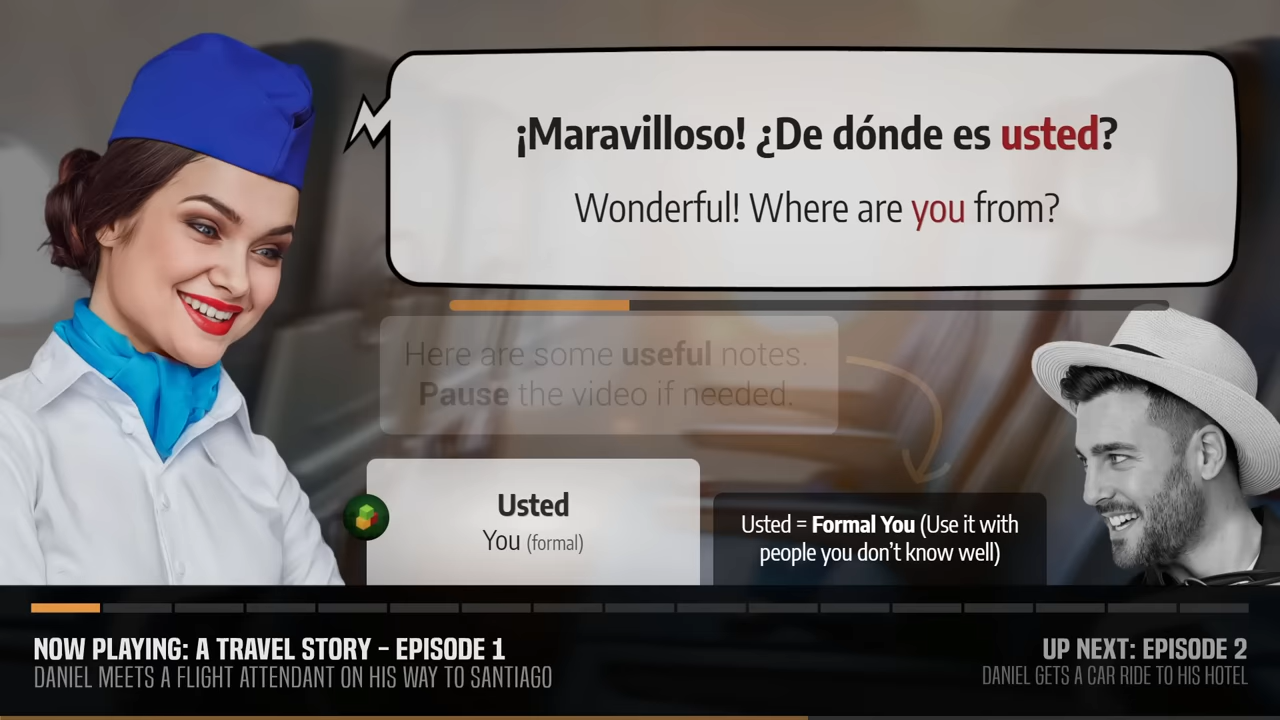 ¡Maravilloso! ¿De dónde es usted?
Wonderful! Where are you from?
Here are some useful notes.
Pause the video if needed.
Usted
You (formal)
Usted = Formal You (Use it with
people you don't know well)
NOW PLAYING: A TRAVEL STORY – EPISODE 1
DANIEL MEETS A FLIGHT ATTENDANT ON HIS WAY TO SANTIAGO
UP NEXT: EPISODE 2
DANIEL GETS A CAR RIDE TO HIS HOTEL